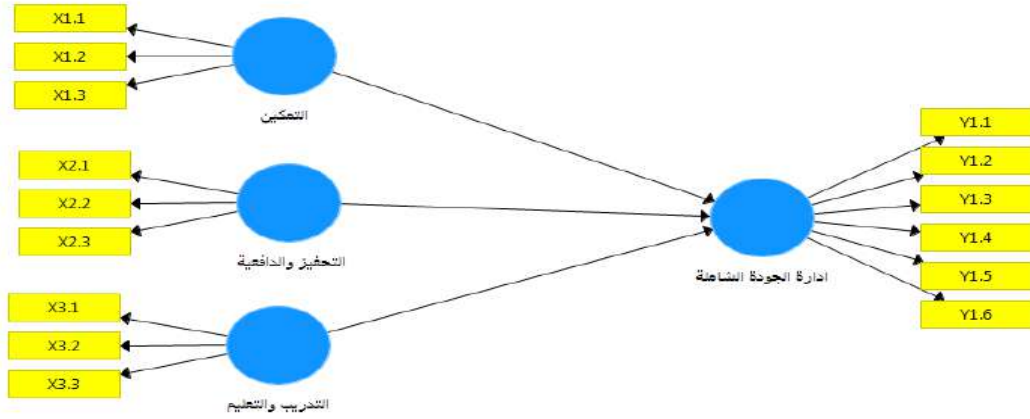 X1.1
X1.2
X1.3
التمكين
X2.1
X2.2
X2.3
التحفيز والدافعية
X3.1
X3.2
X3.3
التدريب والتعليم
ادارة الجودة الشاملة
Y1.1
Y1.2
Y1.3
Y1.4
Y1.5
Y1.6